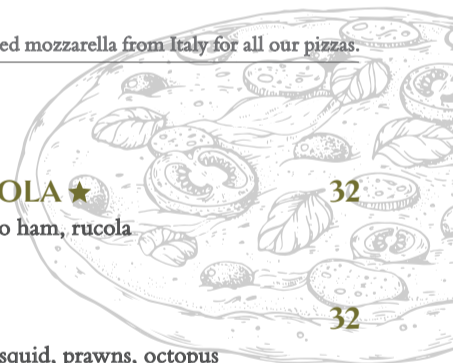 ed mozzarella from Italy for all our pizzas.
OLA ★ 32
o ham, rucola
32
squid, prawns, octopus